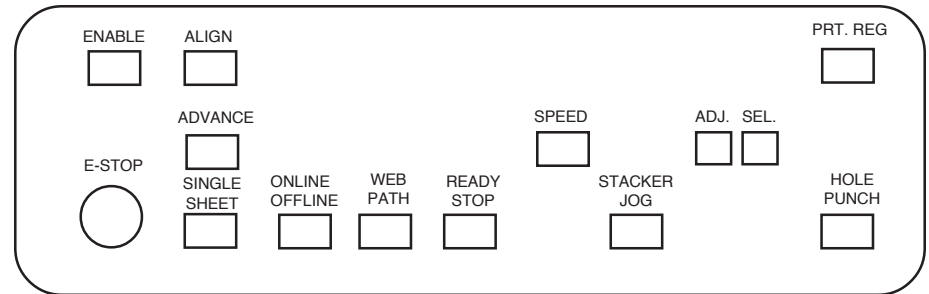 ENABLE
ALIGN
PRT. REG
ADVANCE
SPEED
ADJ.
SEL.
E-STOP
SINGLE
SHEET
ONLINE
OFFLINE
WEB
PATH
READY
STOP
STACKER
JOG
HOLE
PUNCH